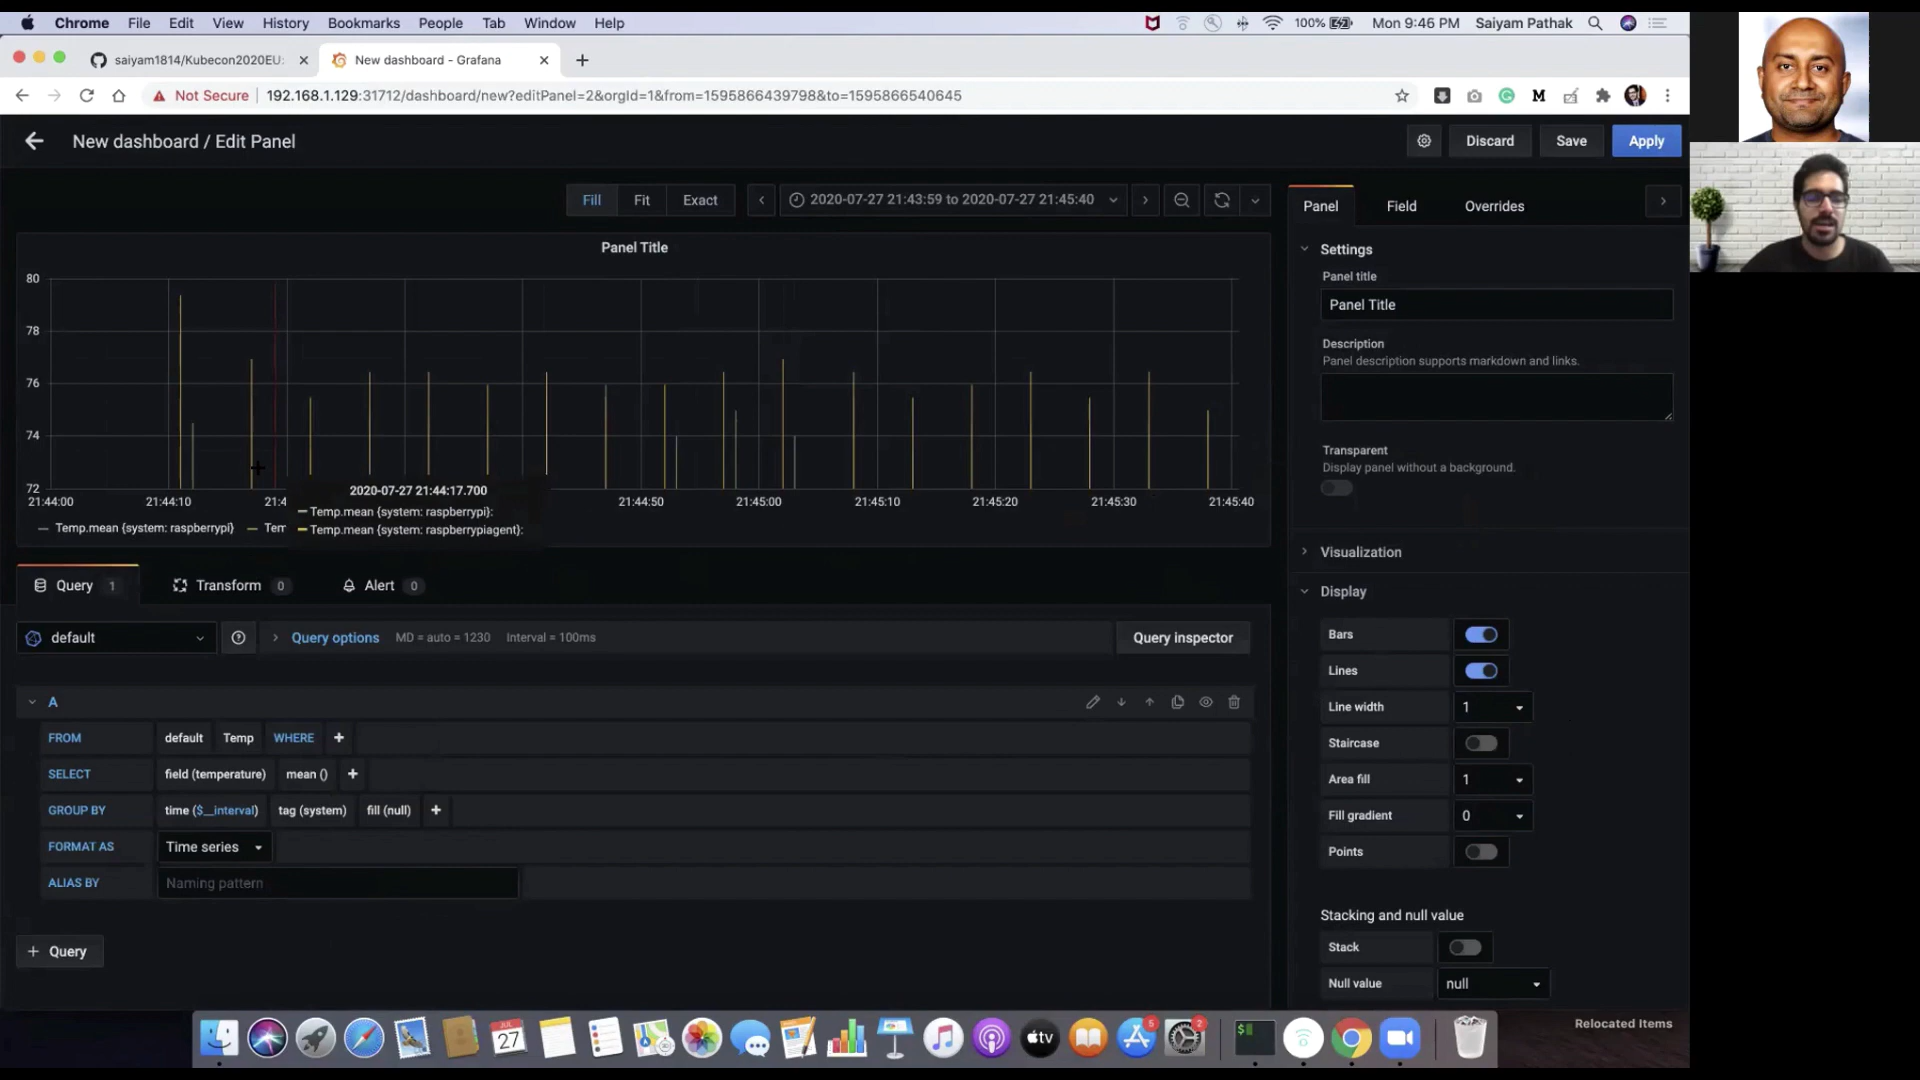 Chrome File Edit View History Bookmarks People Tab Window Help 100% Mon 9:46 PM Saiyam Pathak
saiyam1814/Kubecon2020EU: New dashboard - Grafana
Not Secure 192.168.1.129:31712/dashboard/new?editPanel=2&orgId=1&from=1595866439798&to=1595866540645
New dashboard / Edit Panel Discard Save Apply
Fill Fit Exact 2020-07-27 21:43:59 to 2020-07-27 21:45:40
Panel Title
80
78
76
74
72
21:44:00 21:44:10 21:4 21:44:50 21:45:00 21:45:10 21:45:20 21:45:30 21:45:40
Temp.mean {system: raspberrypi} Tem
2020-07-27 21:44:17.700
Temp.mean {system: raspberrypi}:
Temp.mean {system: raspberrypiagent}:
Query 1 Transform 0 Alert 0
default Query options MD = auto = 1230 Interval = 100ms Query inspector
A
FROM default Temp WHERE +
SELECT field (temperature) mean () +
GROUP BY time ($__interval) tag (system) fill (null) +
FORMAT AS Time series
ALIAS BY Naming pattern
+ Query
Panel Field Overrides
Settings
Panel title
Panel Title
Description
Panel description supports markdown and links.
Transparent
Display panel without a background.
Visualization
Display
Bars
Lines
Line width 1
Staircase
Area fill 1
Fill gradient 0
Points
Stacking and null value
Stack
Null value null
Relocated Items
JUL
27
tv
5
2
$
M